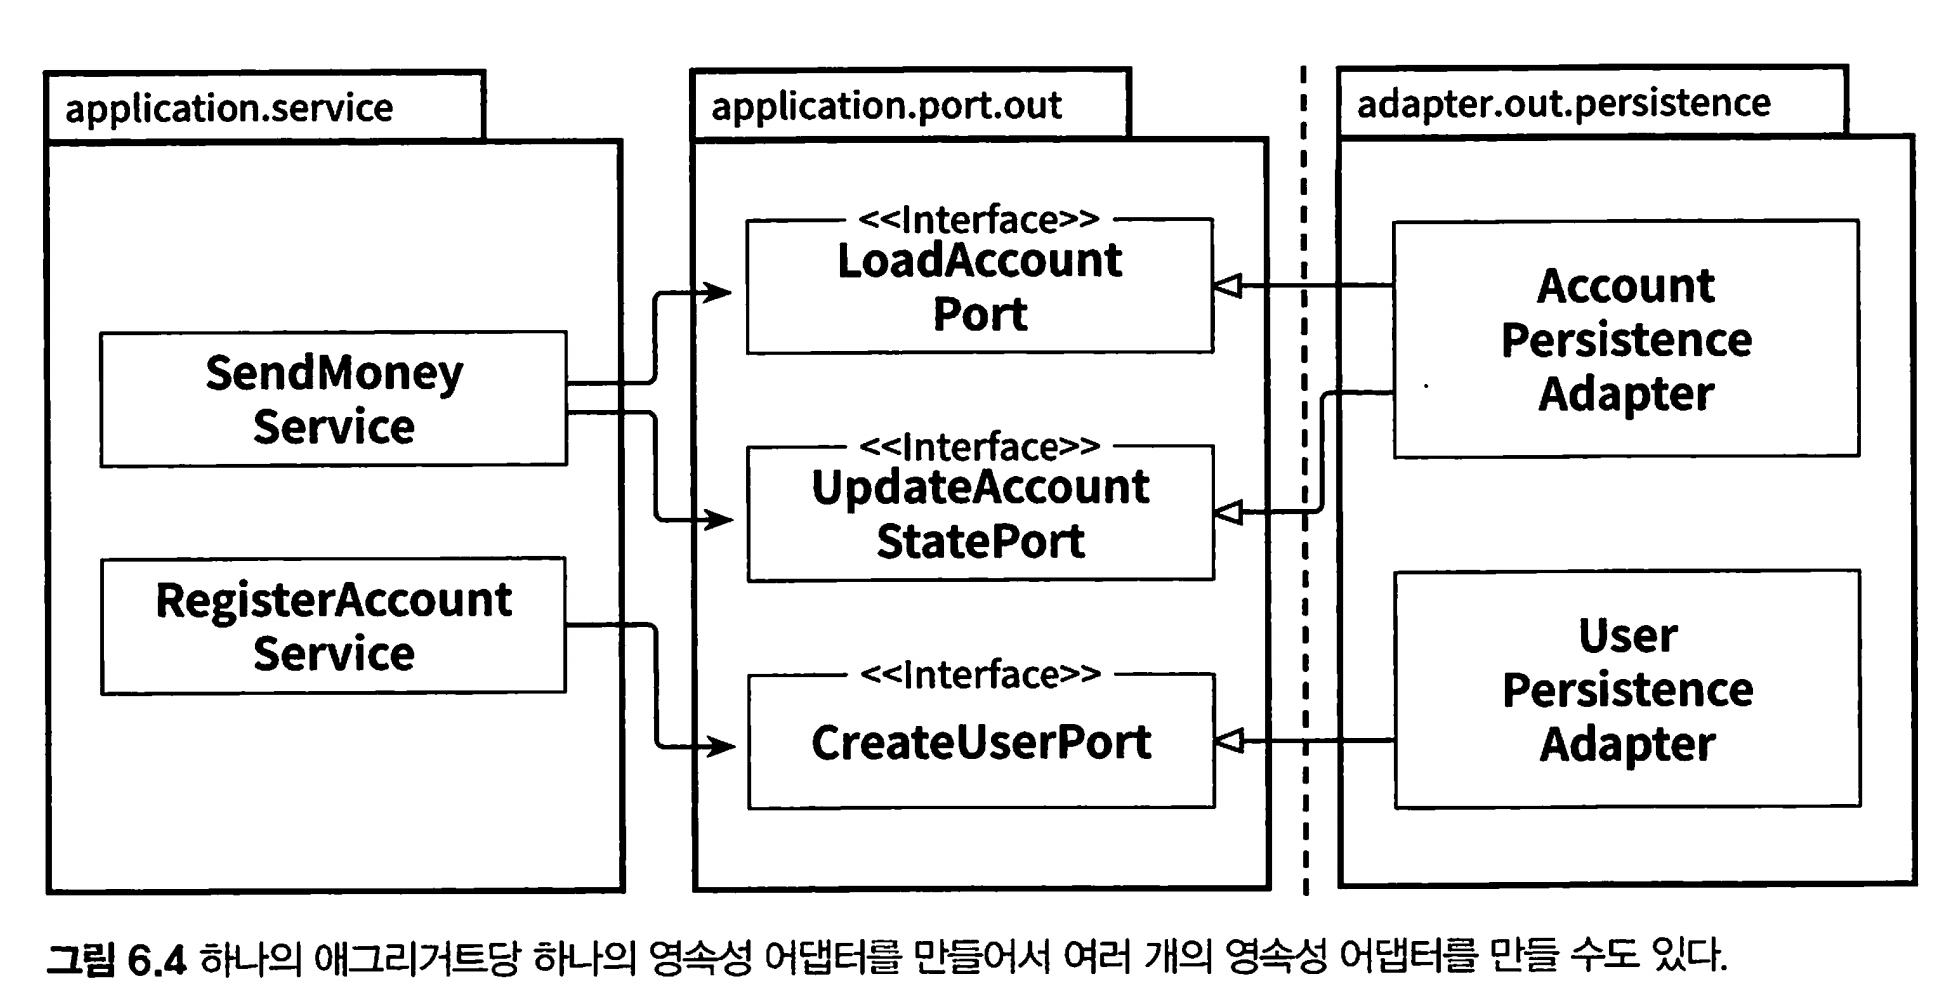 application.service
SendMoney
Service
RegisterAccount
Service
application.port.out
<<Interface>>
LoadAccount
Port
<<Interface>>
UpdateAccount
StatePort
<<Interface>>
CreateUserPort
adapter.out.persistence
Account
Persistence
Adapter
User
Persistence
Adapter
그림 6.4 하나의 애그리거트당 하나의 영속성 어댑터를 만들어서 여러 개의 영속성 어댑터를 만들 수도 있다.